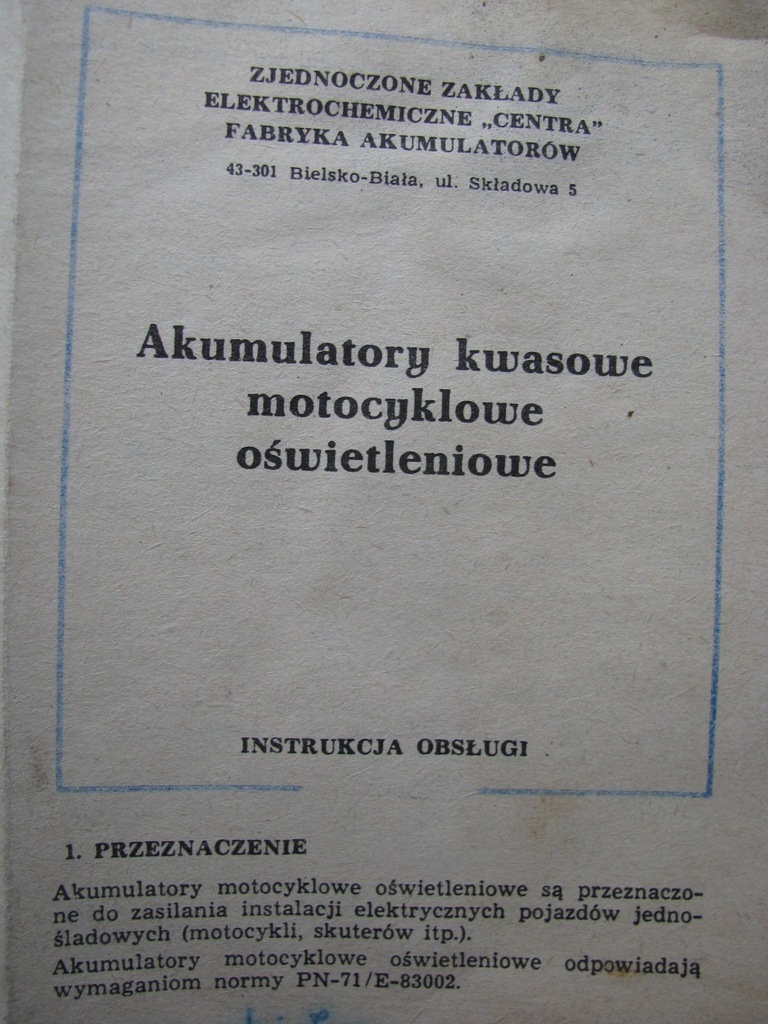 ZJEDNOCZONE ZAKŁADY
ELEKTROCHEMICZNE „CENTRA”
FABRYKA AKUMULATORÓW
43-301 Bielsko-Biała, ul. Składowa 5
Akumulatory kwasowe
motocyklowe
oświetleniowe
INSTRUKCJA OBSŁUGI
1. PRZEZNACZENIE
Akumulatory motocyklowe oświetleniowe są przeznaczo-
ne do zasilania instalacji elektrycznych pojazdów jedno-
śladowych (motocykli, skuterów itp.).
Akumulatory motocyklowe oświetleniowe odpowiadają
wymaganiom normy PN-71/E-83002.